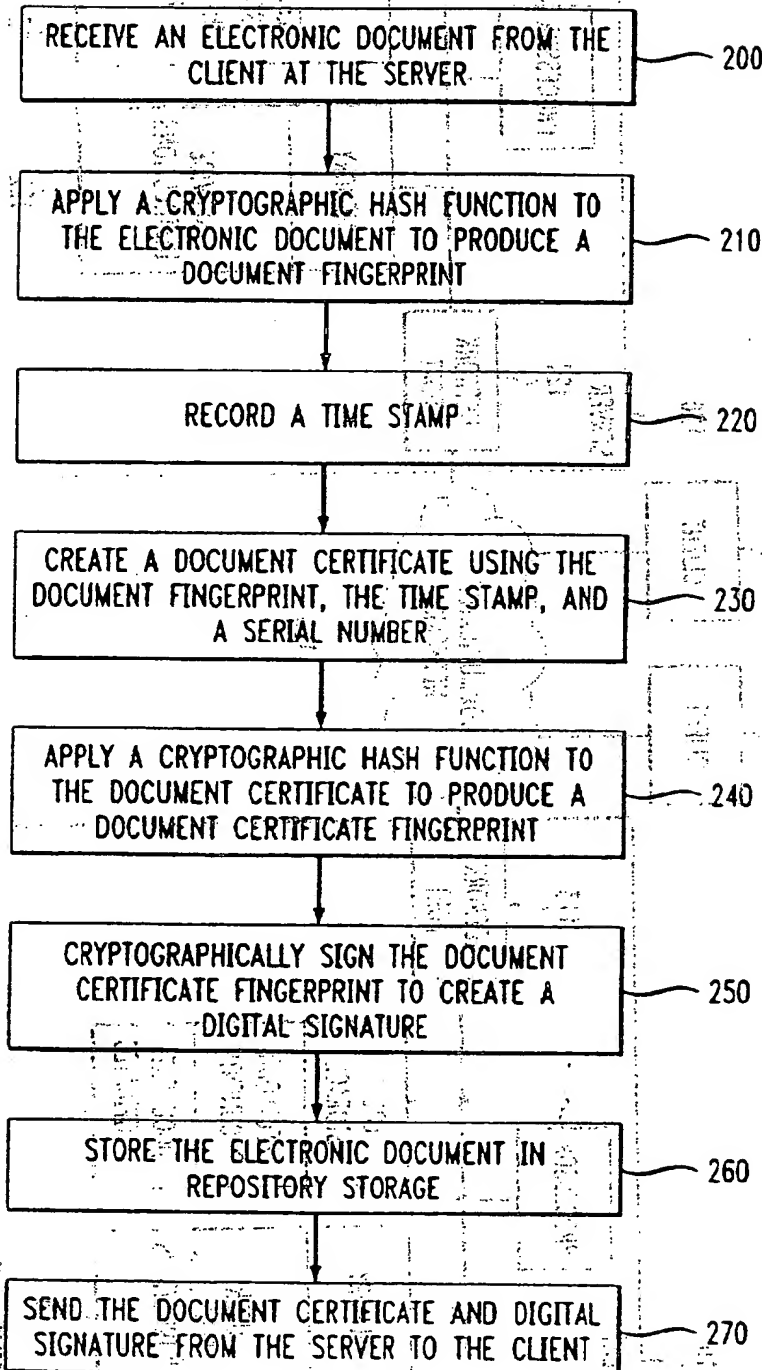 RECEIVE AN ELECTRONIC DOCUMENT FROM THE
CLIENT AT THE SERVER
200
APPLY A CRYPTOGRAPHIC HASH FUNCTION TO
THE ELECTRONIC DOCUMENT TO PRODUCE A
DOCUMENT FINGERPRINT
210
RECORD A TIME STAMP
220
CREATE A DOCUMENT CERTIFICATE USING THE
DOCUMENT FINGERPRINT, THE TIME STAMP, AND
A SERIAL NUMBER
230
APPLY A CRYPTOGRAPHIC HASH FUNCTION TO
THE DOCUMENT CERTIFICATE TO PRODUCE A
DOCUMENT CERTIFICATE FINGERPRINT
240
CRYPTOGRAPHICALLY SIGN THE DOCUMENT
CERTIFICATE FINGERPRINT TO CREATE A
DIGITAL SIGNATURE
250
STORE THE ELECTRONIC DOCUMENT IN
REPOSITORY STORAGE
260
SEND THE DOCUMENT CERTIFICATE AND DIGITAL
SIGNATURE FROM THE SERVER TO THE CLIENT
270